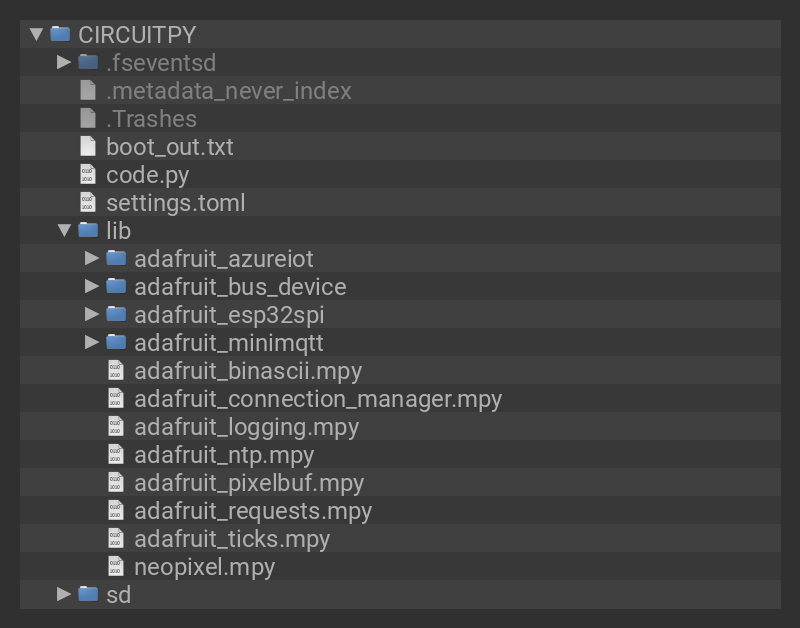 CIRCUITPY
.fseventsd
.metadata_never_index
.Trashes
boot_out.txt
code.py
settings.toml
lib
adafruit_azureiot
adafruit_bus_device
adafruit_esp32spi
adafruit_minimqtt
adafruit_binascii.mpy
adafruit_connection_manager.mpy
adafruit_logging.mpy
adafruit_ntp.mpy
adafruit_pixelbuf.mpy
adafruit_requests.mpy
adafruit_ticks.mpy
neopixel.mpy
sd